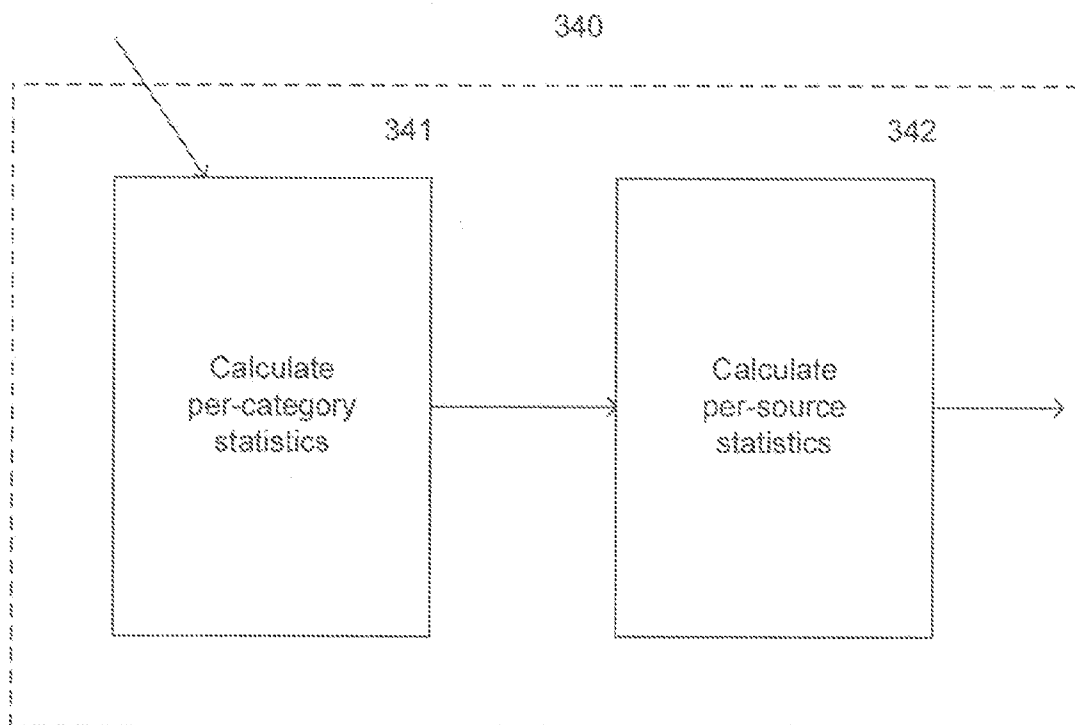 340
341
342
Calculate
per-category
statistics
Calculate
per-source
statistics